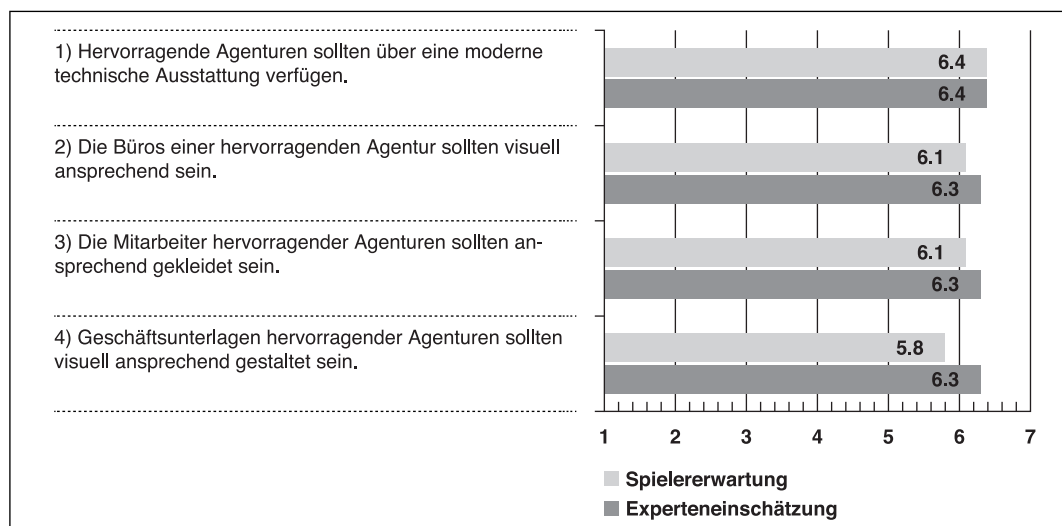 1) Hervorragende Agenturen sollten über eine moderne
technische Ausstattung verfügen.
6.4
6.4
2) Die Büros einer hervorragenden Agentur sollten visuell
ansprechend sein.
6.1
6.3
3) Die Mitarbeiter hervorragender Agenturen sollten an-
sprechend gekleidet sein.
6.1
6.3
4) Geschäftsunterlagen hervorragender Agenturen sollten
visuell ansprechend gestaltet sein.
5.8
6.3
1 2 3 4 5 6 7
Spielererwartung
Experteneinschätzung